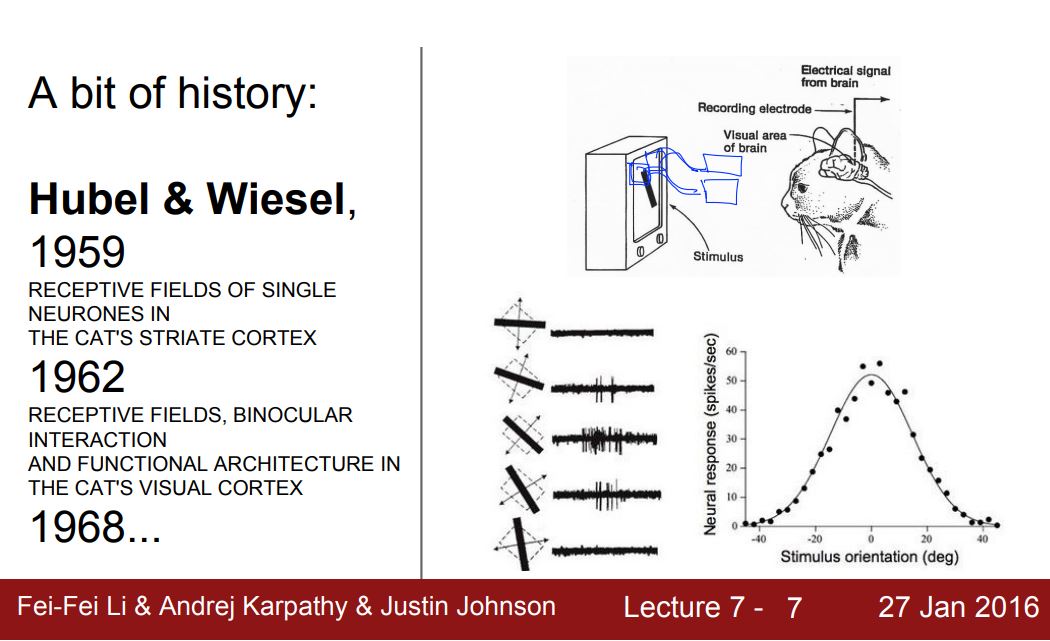 A bit of history:
Hubel & Wiesel,
1959
RECEPTIVE FIELDS OF SINGLE
NEURONES IN
THE CAT'S STRIATE CORTEX
1962
RECEPTIVE FIELDS, BINOCULAR
INTERACTION
AND FUNCTIONAL ARCHITECTURE IN
THE CAT'S VISUAL CORTEX
1968...
Electrical signal
from brain
Recording electrode
Visual area
of brain
Stimulus
Neural response (spikes/sec)
60
50
40
30
20
10
0
-40 -20 0 20 40
Stimulus orientation (deg)
Fei-Fei Li & Andrej Karpathy & Justin Johnson Lecture 7 - 7 27 Jan 2016